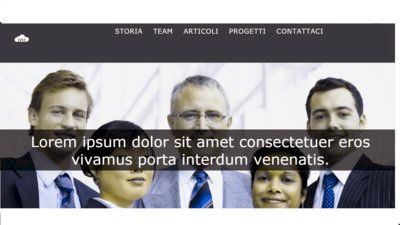 STORIA TEAM ARTICOLI PROGETTI CONTATTACI
Lorem ipsum dolor sit amet consectetuer eros
vivamus porta interdum venenatis.